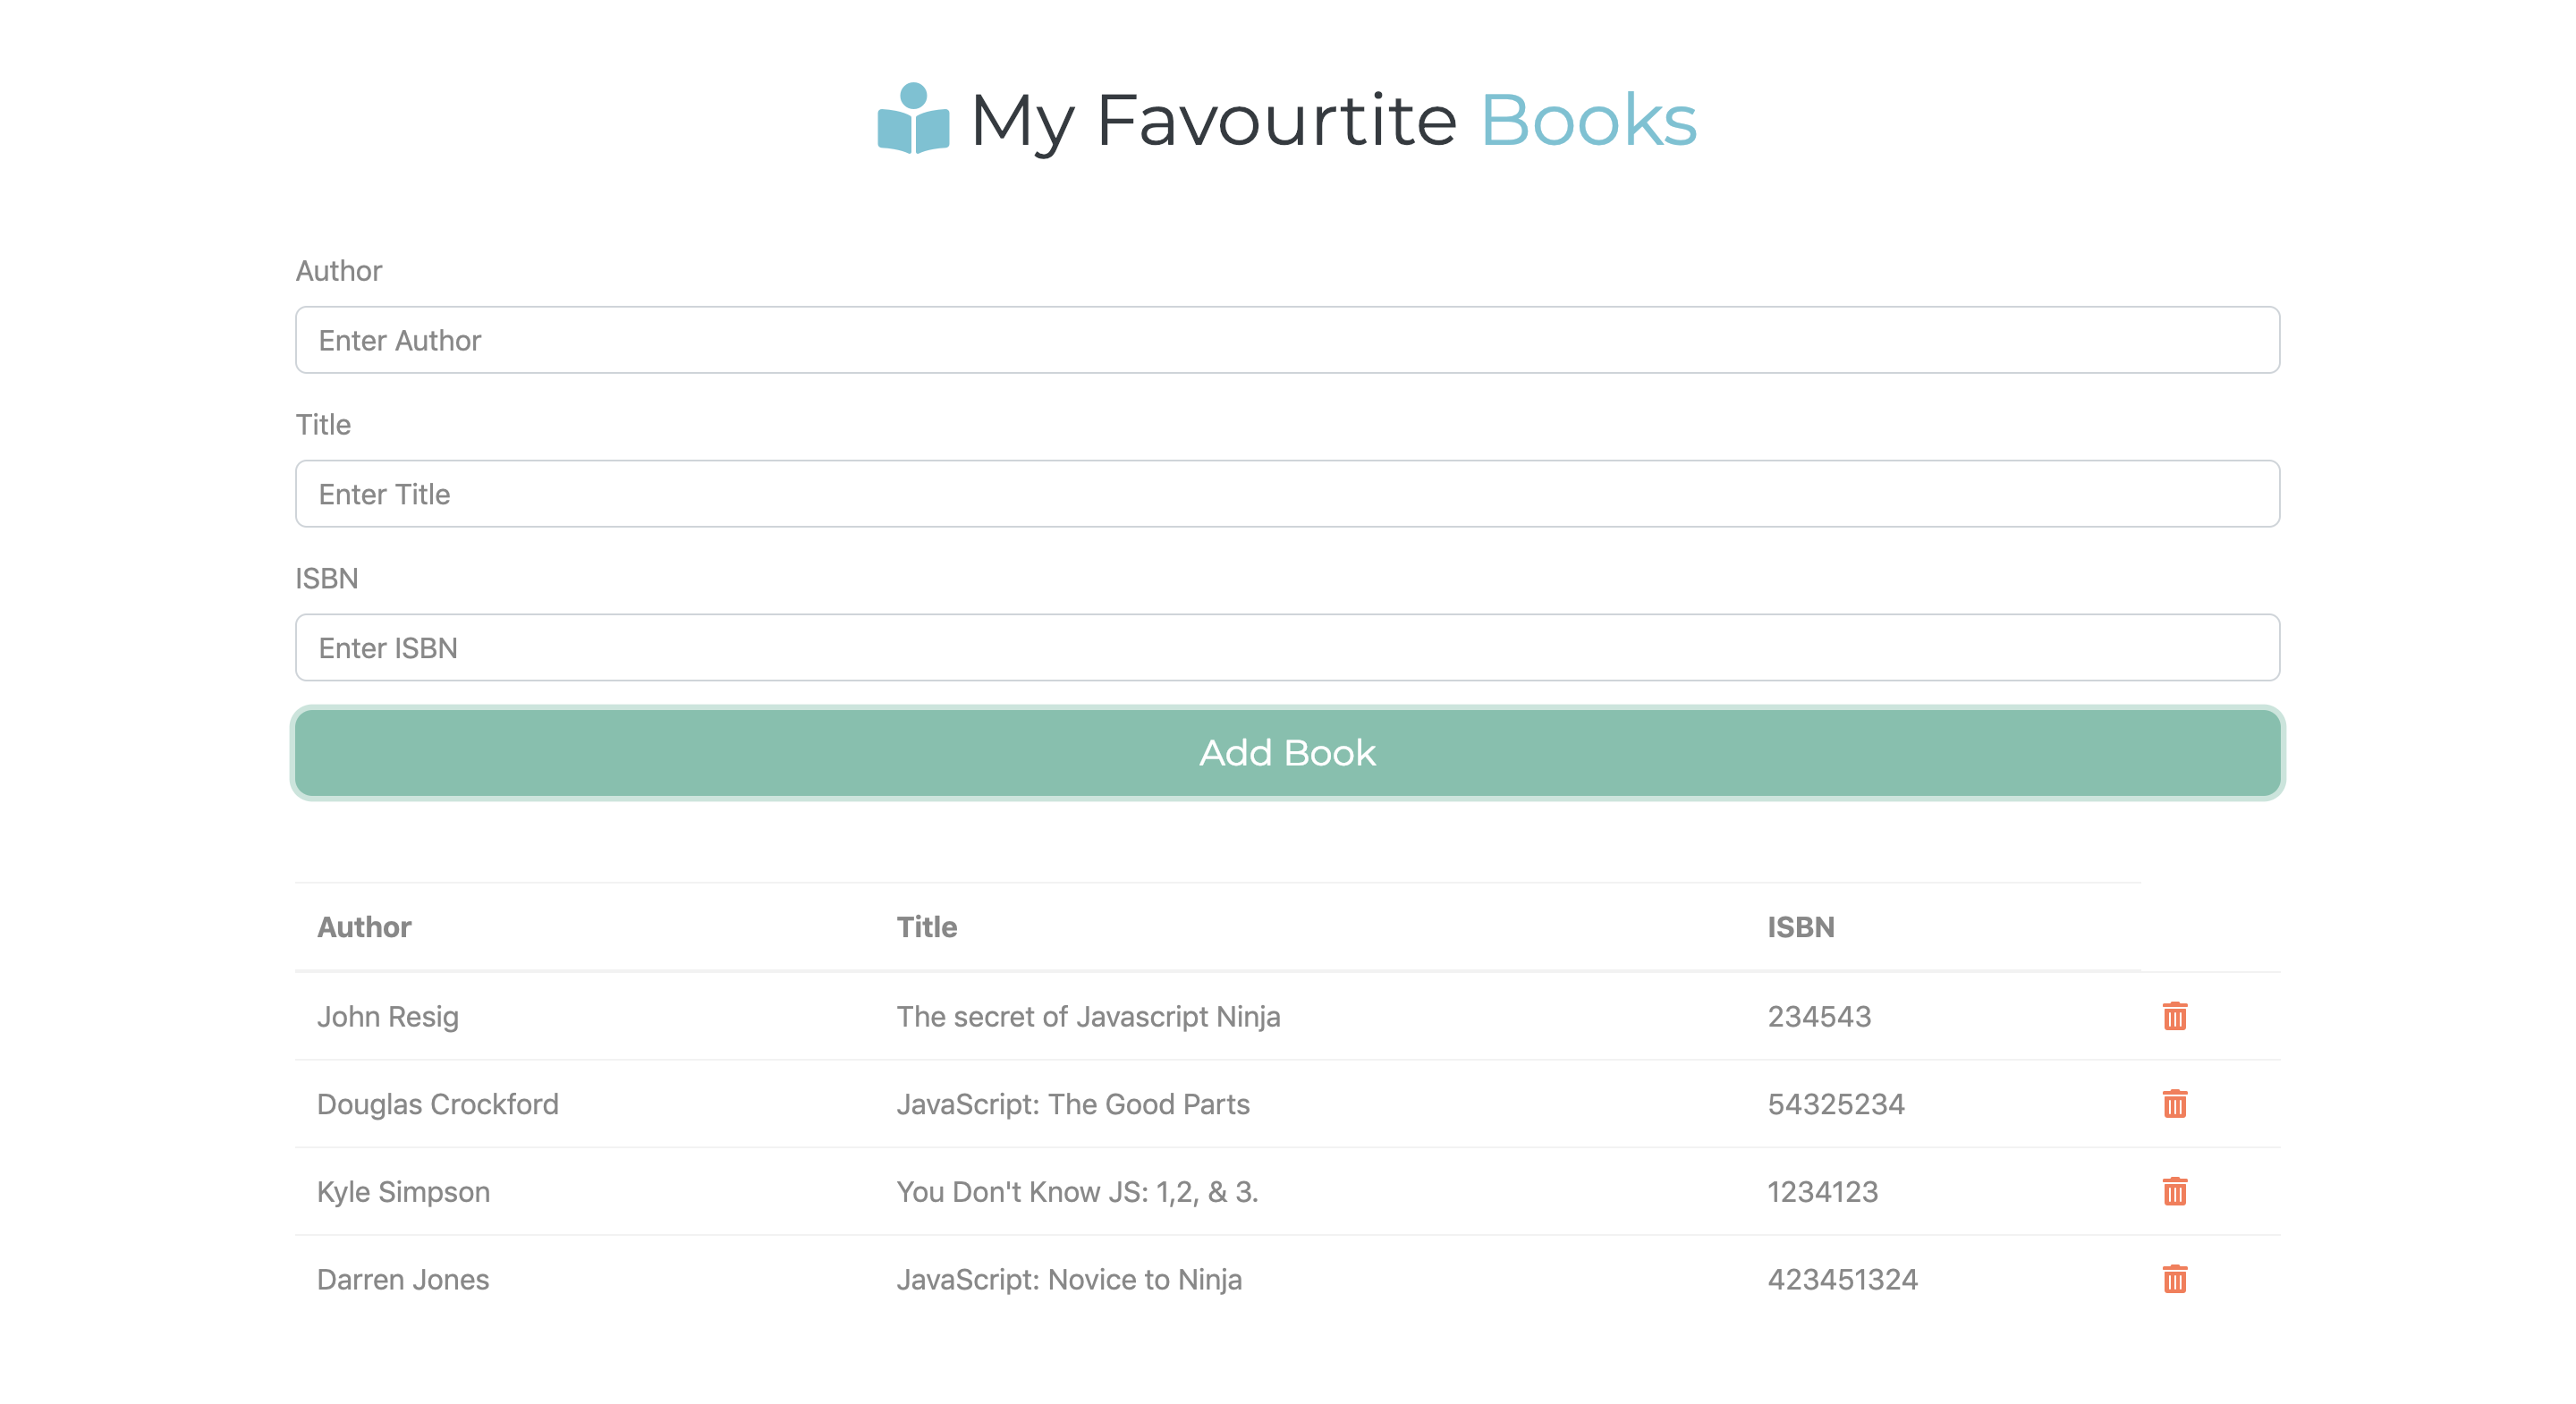 My Favourtite Books
Author
Enter Author
Title
Enter Title
ISBN
Enter ISBN
Add Book
Author Title ISBN
John Resig The secret of Javascript Ninja 234543
Douglas Crockford JavaScript: The Good Parts 54325234
Kyle Simpson You Don't Know JS: 1,2, & 3. 1234123
Darren Jones JavaScript: Novice to Ninja 423451324